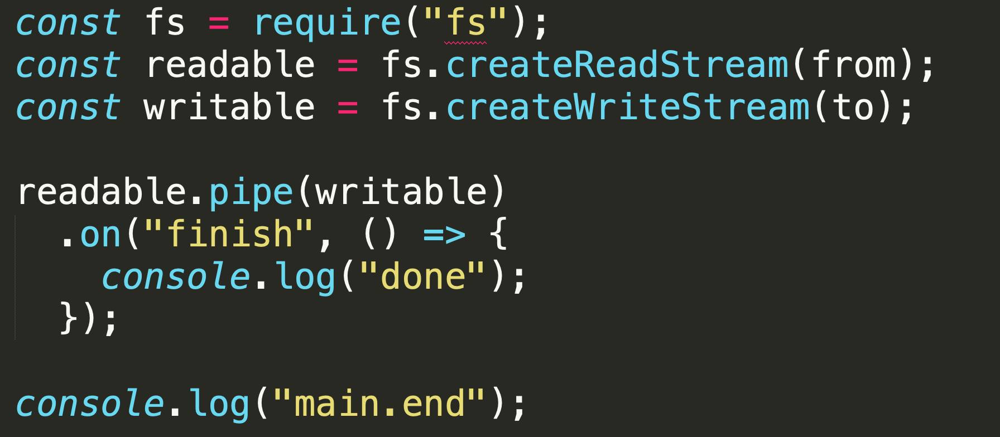 const fs = require("fs");
const readable = fs.createReadStream(from);
const writable = fs.createWriteStream(to);

readable.pipe(writable)
  .on("finish", () => {
    console.log("done");
  });

console.log("main.end");